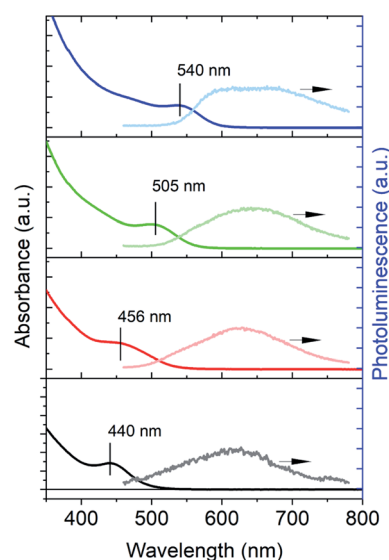 540 nm
505 nm
456 nm
440 nm
Absorbance (a.u.)
Photoluminescence (a.u.)
400 500 600 700 800
Wavelength (nm)